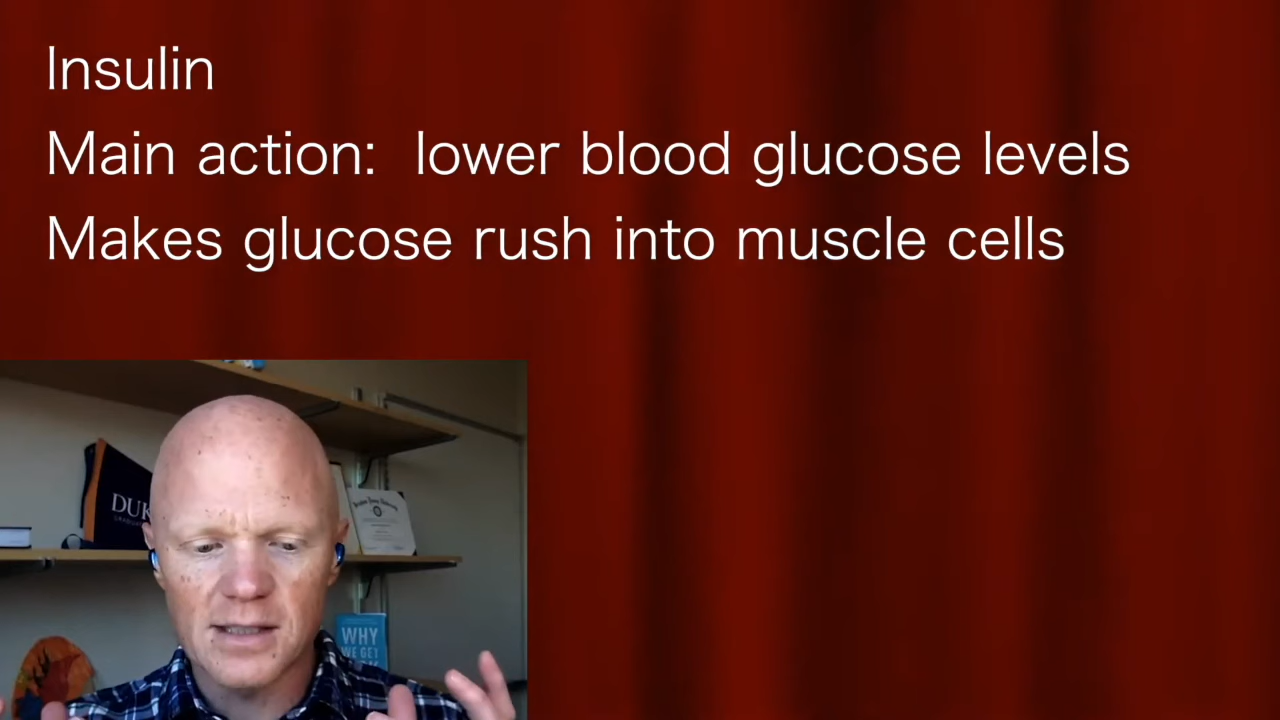 Insulin
Main action: lower blood glucose levels
Makes glucose rush into muscle cells
DUK
WHY
WE GET